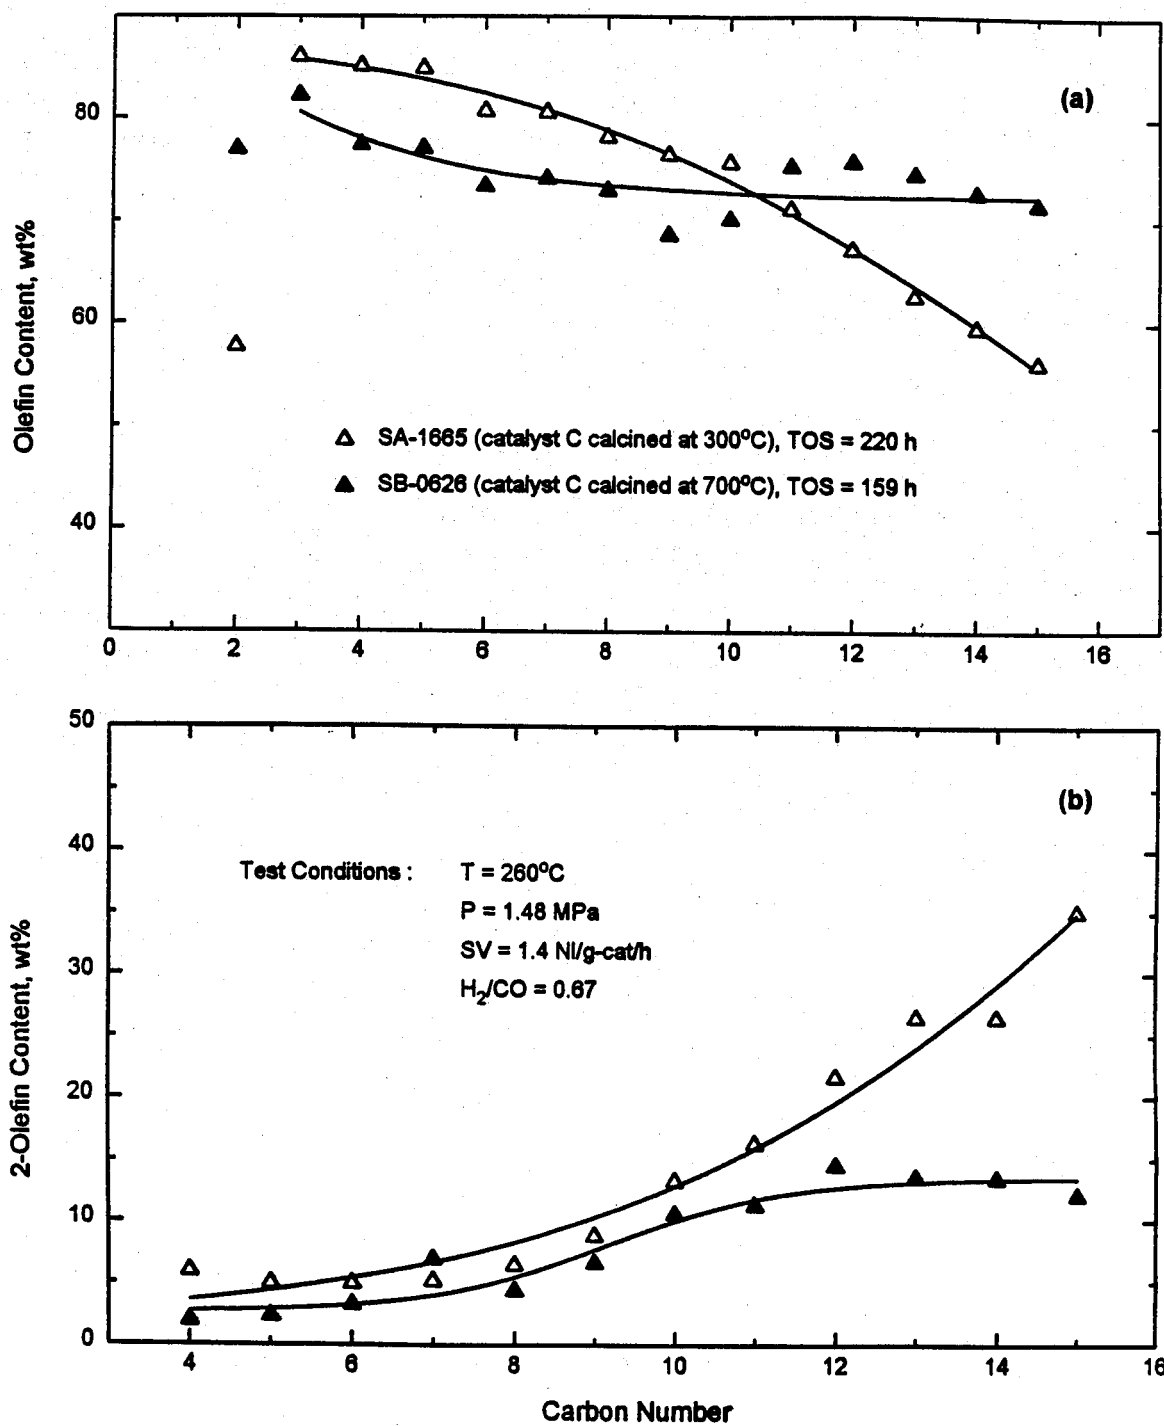 (a)
80
60
40
Olefin Content, wt%
SA-1665 (catalyst C calcined at 300°C), TOS = 220 h
SB-0626 (catalyst C calcined at 700°C), TOS = 159 h
0 2 4 6 8 10 12 14 16
50
40
30
20
10
0
2-Olefin Content, wt%
(b)
Test Conditions : T = 260°C
P = 1.48 MPa
SV = 1.4 Nl/g-cat/h
H₂/CO = 0.67
4 6 8 10 12 14 16
Carbon Number